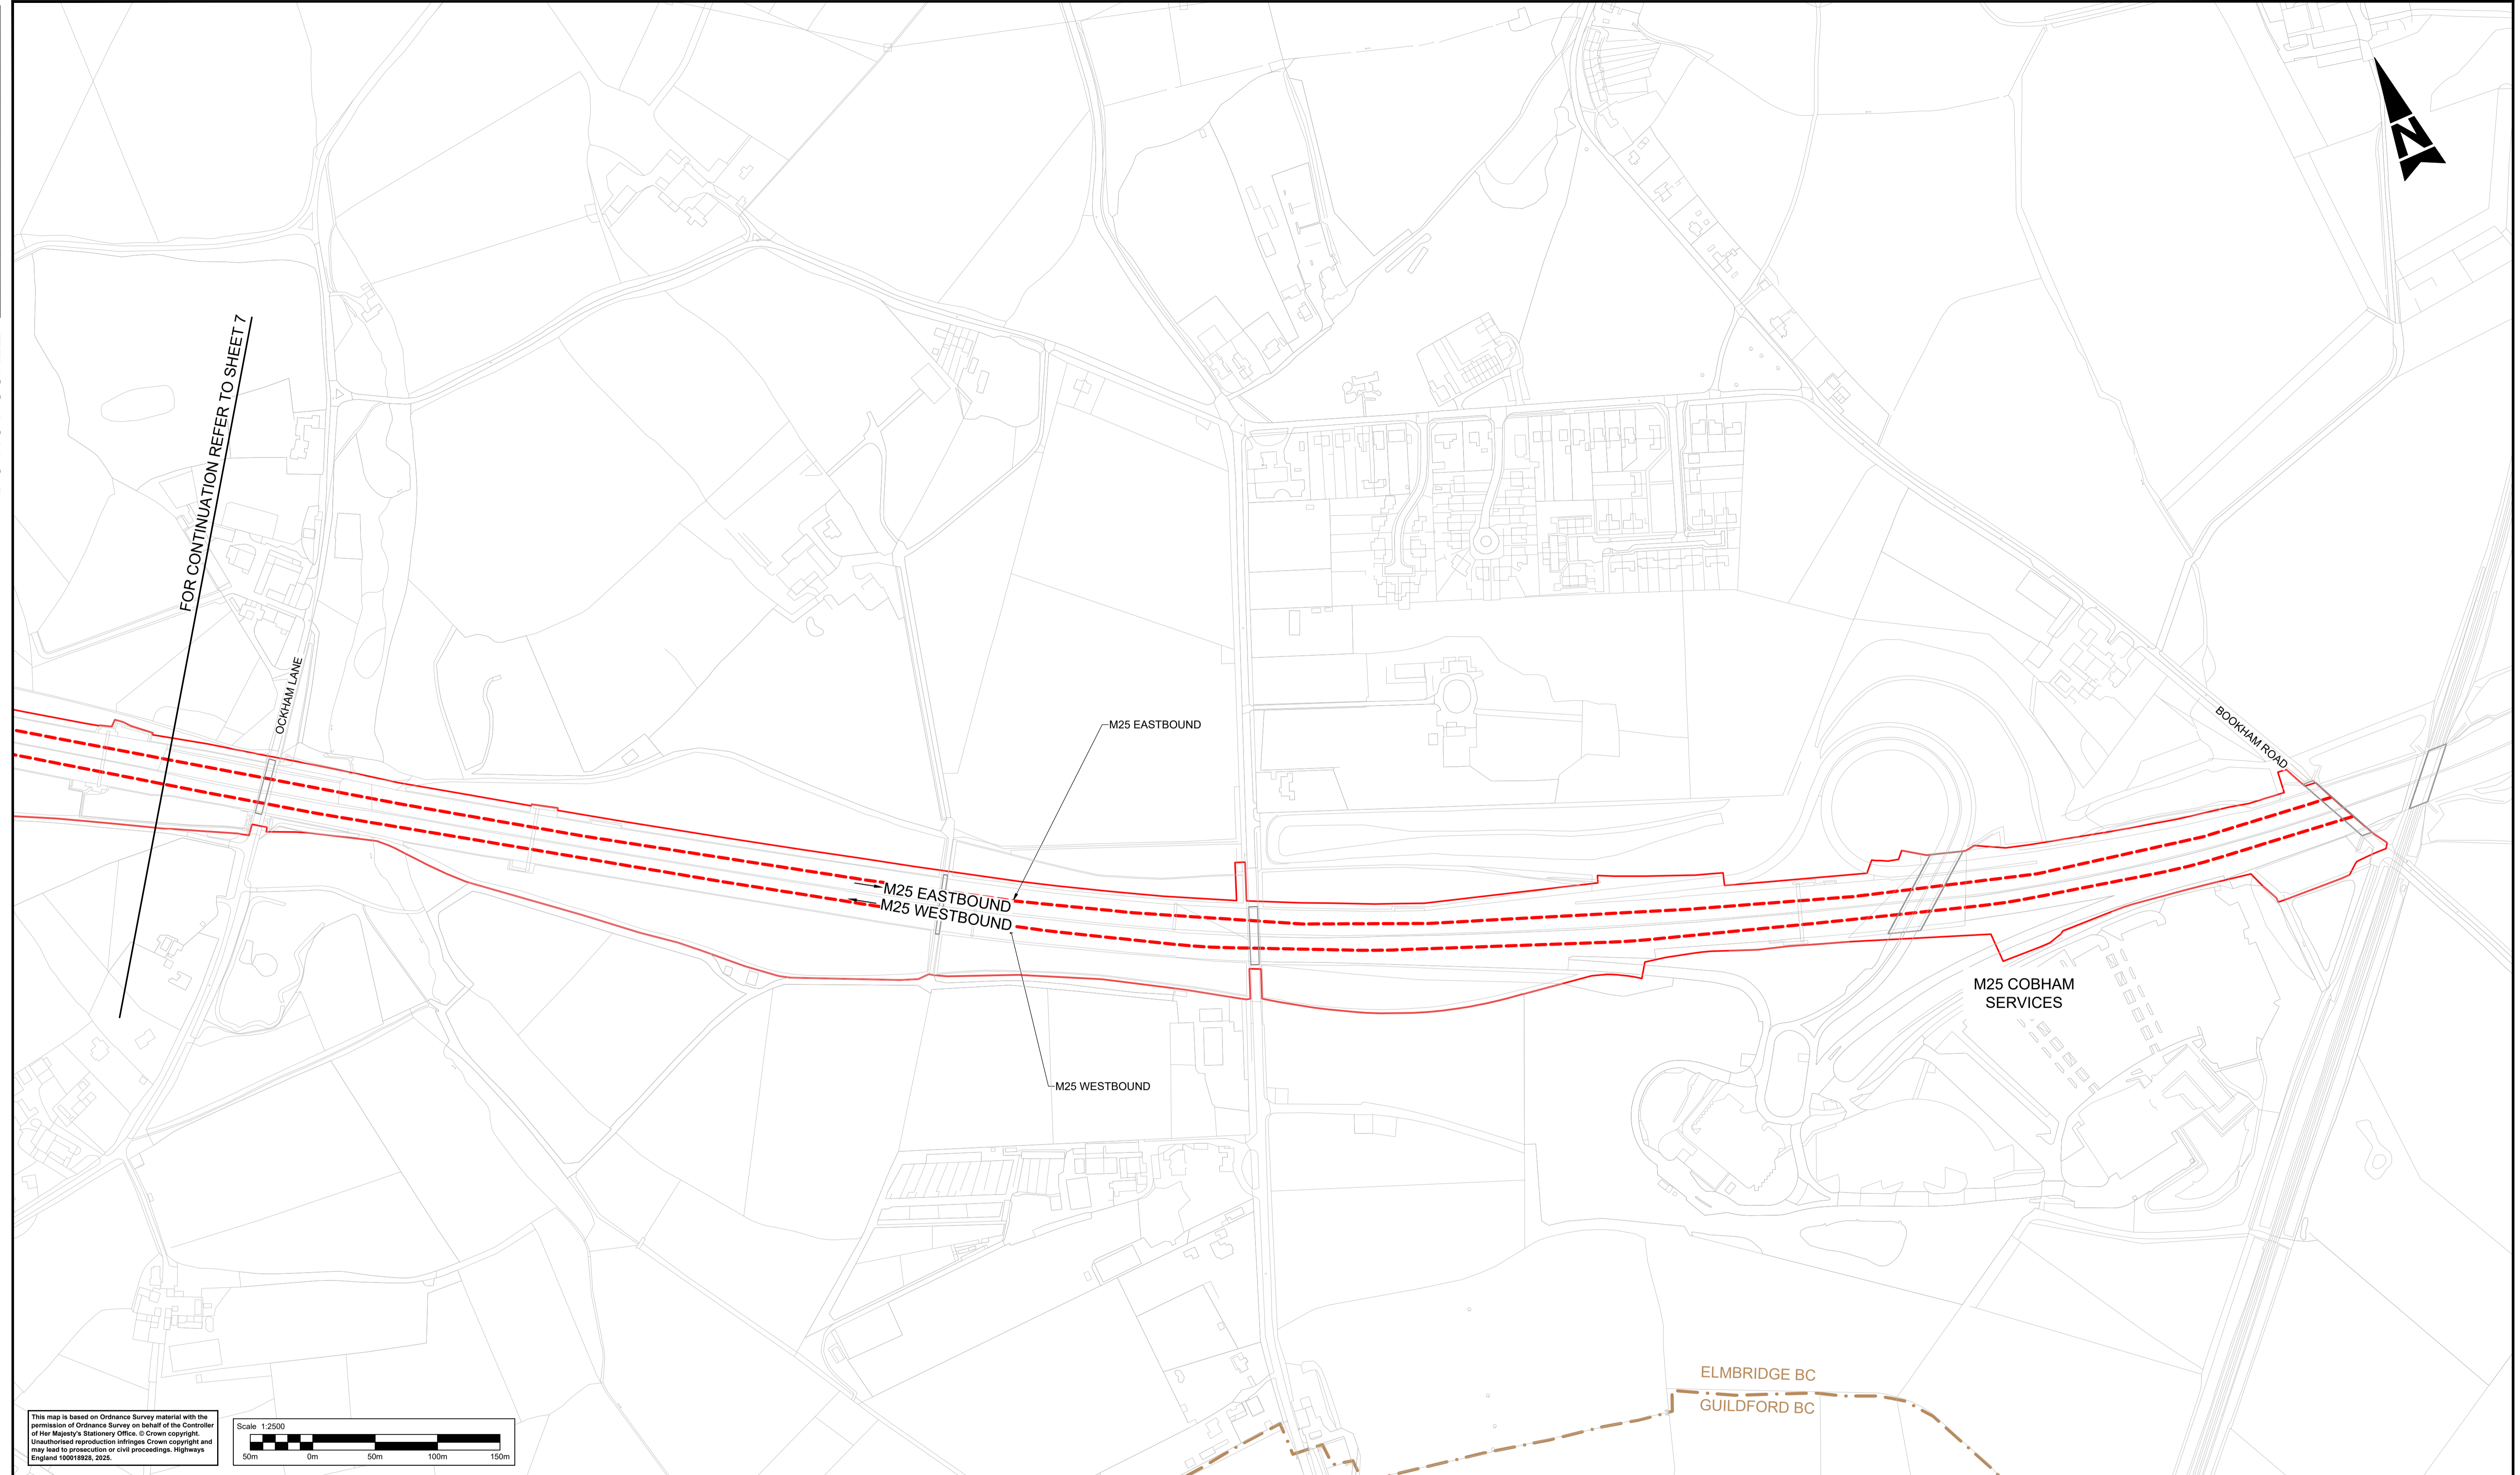 N
FOR CONTINUATION REFER TO SHEET 7
OCKHAM LANE
M25 EASTBOUND
BOOKHAM ROAD
M25 EASTBOUND
M25 WESTBOUND
M25 COBHAM
SERVICES
M25 WESTBOUND
ELMBRIDGE BC
GUILDFORD BC
This map is based on Ordnance Survey material with the
permission of Ordnance Survey on behalf of the Controller
of Her Majesty's Stationery Office. © Crown copyright.
Unauthorised reproduction infringes Crown copyright and
may lead to prosecution or civil proceedings. Highways
England 100018928, 2025.
Scale 1:2500
50m 0m 50m 100m 150m